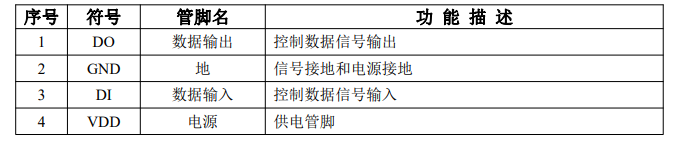 序号 符号 管脚名 功 能 描 述
1 DO 数据输出 控制数据信号输出
2 GND 地 信号接地和电源接地
3 DI 数据输入 控制数据信号输入
4 VDD 电源 供电管脚